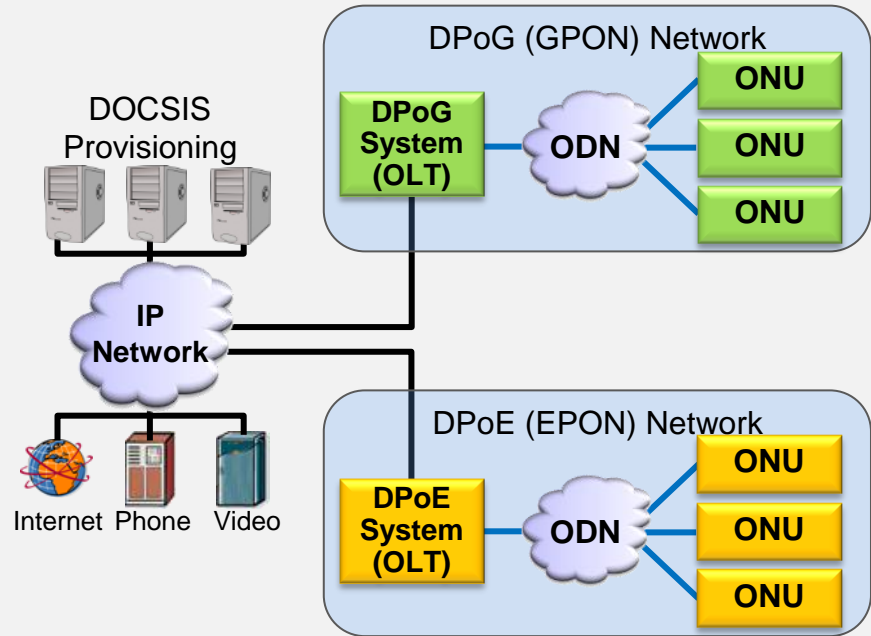 DPoG (GPON) Network
DPoG
System
(OLT)
ODN
ONU
ONU
ONU
DOCSIS
Provisioning
IP
Network
Internet Phone Video
DPoE (EPON) Network
DPoE
System
(OLT)
ODN
ONU
ONU
ONU